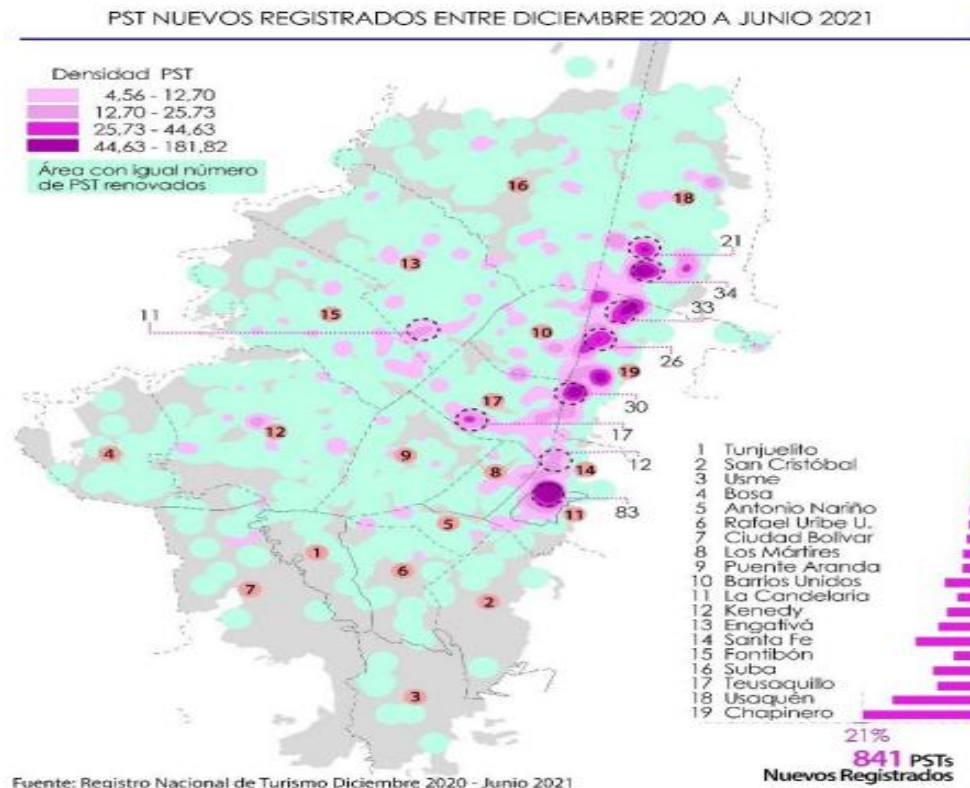 PST NUEVOS REGISTRADOS ENTRE DICIEMBRE 2020 A JUNIO 2021
Densidad PST
4,56 - 12,70
12,70 - 25,73
25,73 - 44,63
44,63 - 181,82
Área con igual número
de PST renovados
16
18
21
13
34
15
33
11
10
26
19
30
17
17
12
12
4
9
8
14
83
11
5
1
6
7
2
3
1 Tunjuelito
2 San Cristóbal
3 Usme
4 Bosa
5 Antonio Nariño
6 Rafael Uribe U.
7 Ciudad Bolívar
8 Los Mártires
9 Puente Aranda
10 Barrios Unidos
11 La Candelaria
12 Kenedy
13 Engativá
14 Santa Fe
15 Fontibón
16 Suba
17 Teusaquillo
18 Usaquén
19 Chapinero
21%
841 PSTs
Nuevos Registrados
Fuente: Registro Nacional de Turismo Diciembre 2020 - Junio 2021